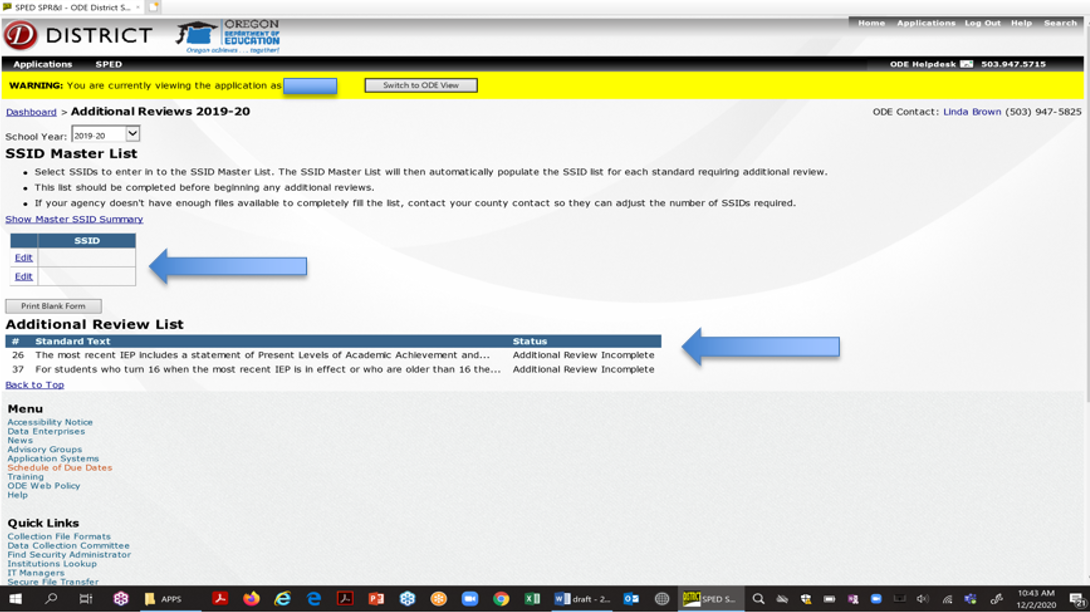 SPED SPR&I - ODE District S...
DISTRICT
OREGON
DEPARTMENT OF
EDUCATION
Oregon achieves . . . together!
Home Applications Log Out Help Search
Applications SPED
ODE Helpdesk 503.947.5715
WARNING: You are currently viewing the application as
Switch to ODE View
Dashboard > Additional Reviews 2019-20
ODE Contact: Linda Brown (503) 947-5825
School Year: 2019-20
SSID Master List
• Select SSIDs to enter in to the SSID Master List. The SSID Master List will then automatically populate the SSID list for each standard requiring additional review.
• This list should be completed before beginning any additional reviews.
• If your agency doesn't have enough files available to completely fill the list, contact your county contact so they can adjust the number of SSIDs required.
Show Master SSID Summary
SSID
Edit
Edit
Print Blank Form
Additional Review List
# Standard Text Status
26 The most recent IEP includes a statement of Present Levels of Academic Achievement and... Additional Review Incomplete
37 For students who turn 16 when the most recent IEP is in effect or who are older than 16 the... Additional Review Incomplete
Back to Top
Menu
Accessibility Notice
Data Enterprises
News
Advisory Groups
Application Systems
Schedule of Due Dates
Training
ODE Web Policy
Help
Quick Links
Collection File Formats
Data Collection Committee
Find Security Administrator
Institutions Lookup
IT Managers
Secure File Transfer
APPS
draft - 2...
SPED S...
10:43 AM
12/2/2020